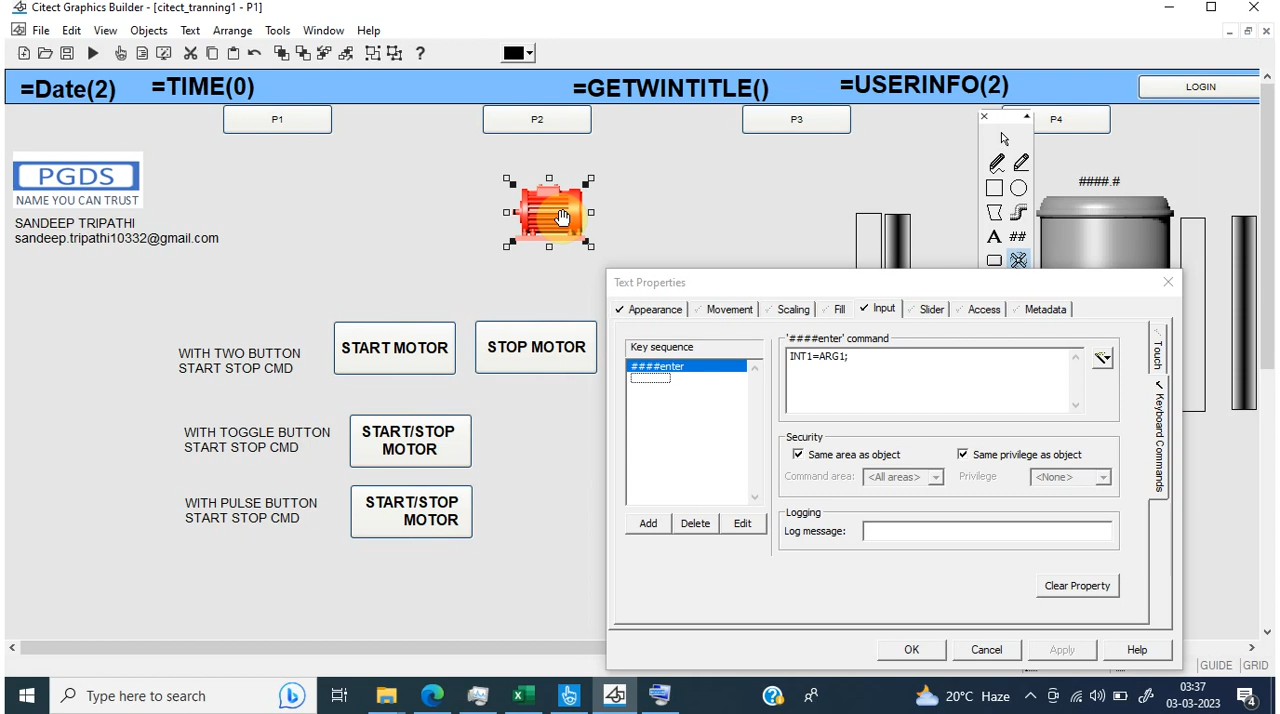 Citect Graphics Builder - [citect_tranning1 - P1]
File Edit View Objects Text Arrange Tools Window Help
=Date(2) =TIME(0) =GETWINTITLE() =USERINFO(2) LOGIN
P1 P2 P3 P4
PGDS
NAME YOU CAN TRUST
SANDEEP TRIPATHI
sandeep.tripathi10332@gmail.com
####.#
A ##
WITH TWO BUTTON
START STOP CMD
START MOTOR STOP MOTOR
WITH TOGGLE BUTTON
START STOP CMD
START/STOP
MOTOR
WITH PULSE BUTTON
START STOP CMD
START/STOP
MOTOR
Text Properties
Appearance Movement Scaling Fill Input Slider Access Metadata
Key sequence
####enter
Add Delete Edit
'####enter' command
INT1=ARG1;
Security
Same area as object Same privilege as object
Command area: <All areas> Privilege <None>
Logging
Log message:
Clear Property
Touch
Keyboard Commands
OK Cancel Apply Help
GUIDE GRID
Type here to search
20°C Haze
03:37
03-03-2023
4